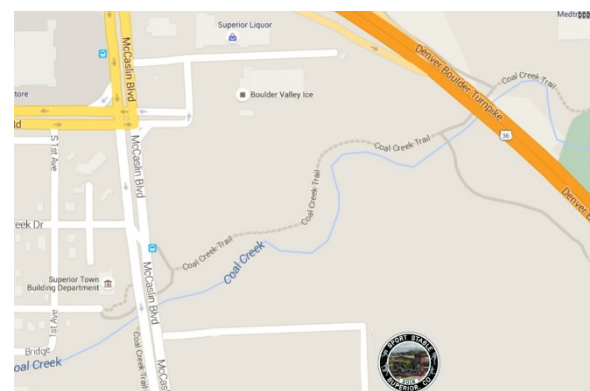 Superior Liquor
Medtr
McCaslin Blvd
Denver Boulder Turnpike
Coal Creek Trail
tore
Boulder Valley Ice
Rd
36
S 1st Ave
McCaslin Blvd
Coal Creek Trail
Coal Creek Trail
Denver B
reek Dr
Coal Creek Trail
Coal Creek
Superior Town
Building Department
McCaslin Blvd
1st Ave
Bridge
Coal Creek Trail
oal Creek
SPORT STABLE
SUPERIOR CO